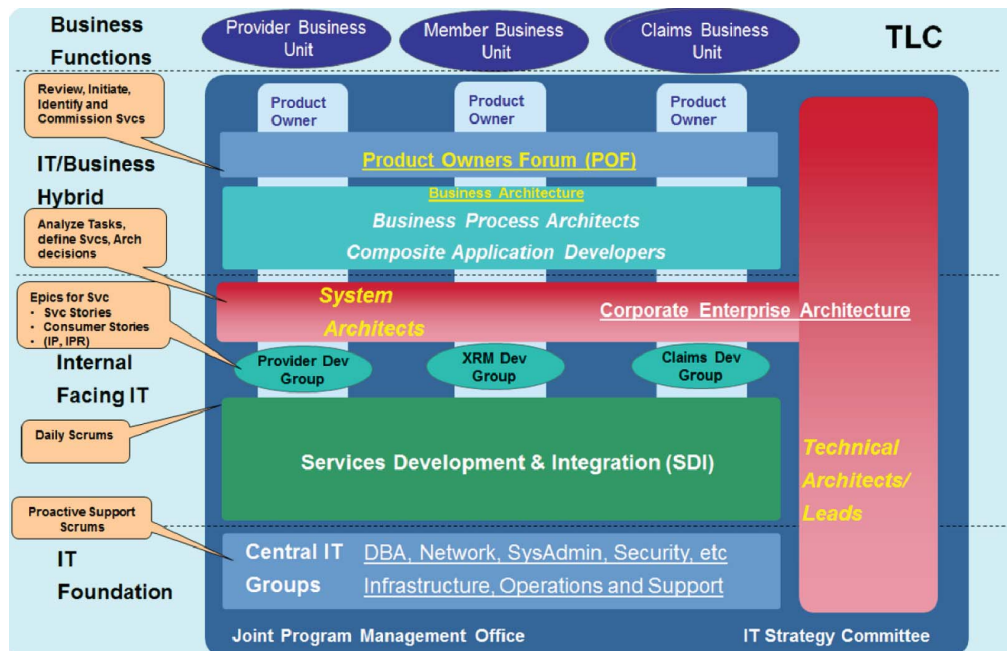 Business
Functions
Provider Business
Unit
Member Business
Unit
Claims Business
Unit
TLC
Review, Initiate,
Identify and
Commission Svcs
Product
Owner
Product
Owner
Product
Owner
IT/Business
Hybrid
Product Owners Forum (POF)
Business Architecture
Business Process Architects
Composite Application Developers
Analyze Tasks,
define Svcs, Arch
decisions
System
Architects
Corporate Enterprise Architecture
Epics for Svc
• Svc Stories
• Consumer Stories
• (IP, IPR)
Internal
Facing IT
Provider Dev
Group
XRM Dev
Group
Claims Dev
Group
Daily Scrums
Services Development & Integration (SDI)
Technical
Architects/
Leads
Proactive Support
Scrums
IT
Foundation
Central IT
Groups
DBA, Network, SysAdmin, Security, etc
Infrastructure, Operations and Support
Joint Program Management Office
IT Strategy Committee